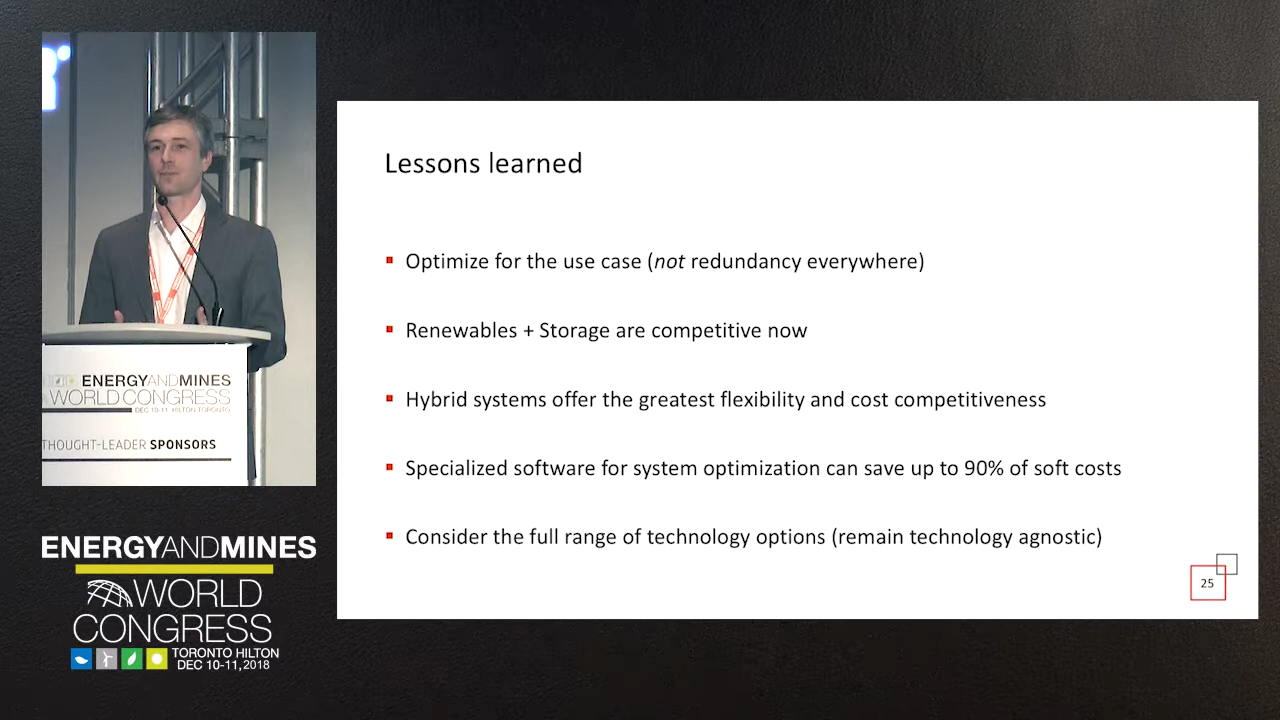 Lessons learned
▪ Optimize for the use case (not redundancy everywhere)
▪ Renewables + Storage are competitive now
▪ Hybrid systems offer the greatest flexibility and cost competitiveness
▪ Specialized software for system optimization can save up to 90% of soft costs
▪ Consider the full range of technology options (remain technology agnostic)
25
ENERGYANDMINES
WORLD CONGRESS
DEC 10-11, HILTON TORONTO
THOUGHT-LEADER SPONSORS
ENERGYANDMINES
WORLD
CONGRESS
TORONTO HILTON
DEC 10-11, 2018